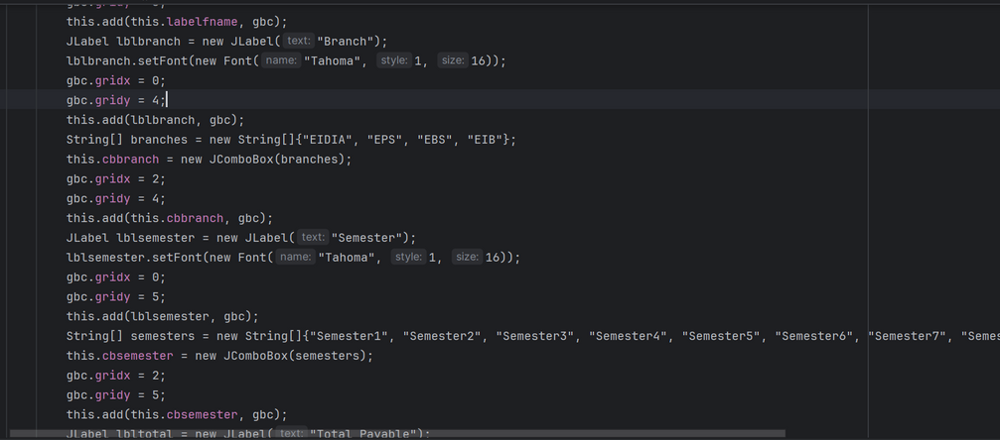 this.add(this.labelfname, gbc);
JLabel lblbranch = new JLabel( text: "Branch");
lblbranch.setFont(new Font( name: "Tahoma", style: 1, size: 16));
gbc.gridx = 0;
gbc.gridy = 4;
this.add(lblbranch, gbc);
String[] branches = new String[]{"EIDIA", "EPS", "EBS", "EIB"};
this.cbbranch = new JComboBox(branches);
gbc.gridx = 2;
gbc.gridy = 4;
this.add(this.cbbranch, gbc);
JLabel lblsemester = new JLabel( text: "Semester");
lblsemester.setFont(new Font( name: "Tahoma", style: 1, size: 16));
gbc.gridx = 0;
gbc.gridy = 5;
this.add(lblsemester, gbc);
String[] semesters = new String[]{"Semester1", "Semester2", "Semester3", "Semester4", "Semester5", "Semester6", "Semester7", "Semes
this.cbsemester = new JComboBox(semesters);
gbc.gridx = 2;
gbc.gridy = 5;
this.add(this.cbsemester, gbc);
JLabel lbltotal = new JLabel( text: "Total Payable");